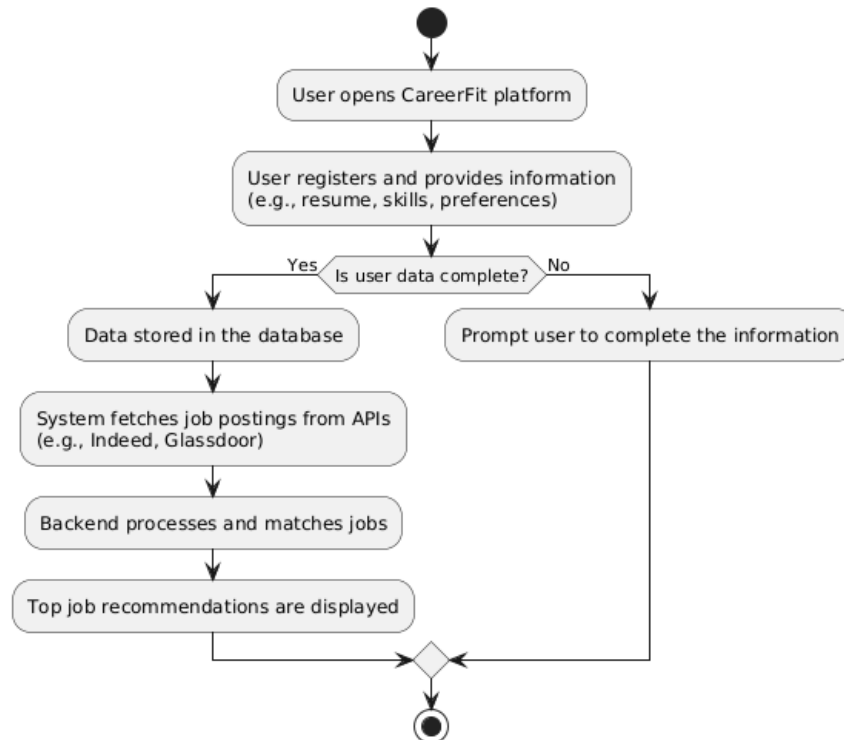 User opens CareerFit platform
User registers and provides information
(e.g., resume, skills, preferences)
Is user data complete?
Yes
No
Data stored in the database
Prompt user to complete the information
System fetches job postings from APIs
(e.g., Indeed, Glassdoor)
Backend processes and matches jobs
Top job recommendations are displayed